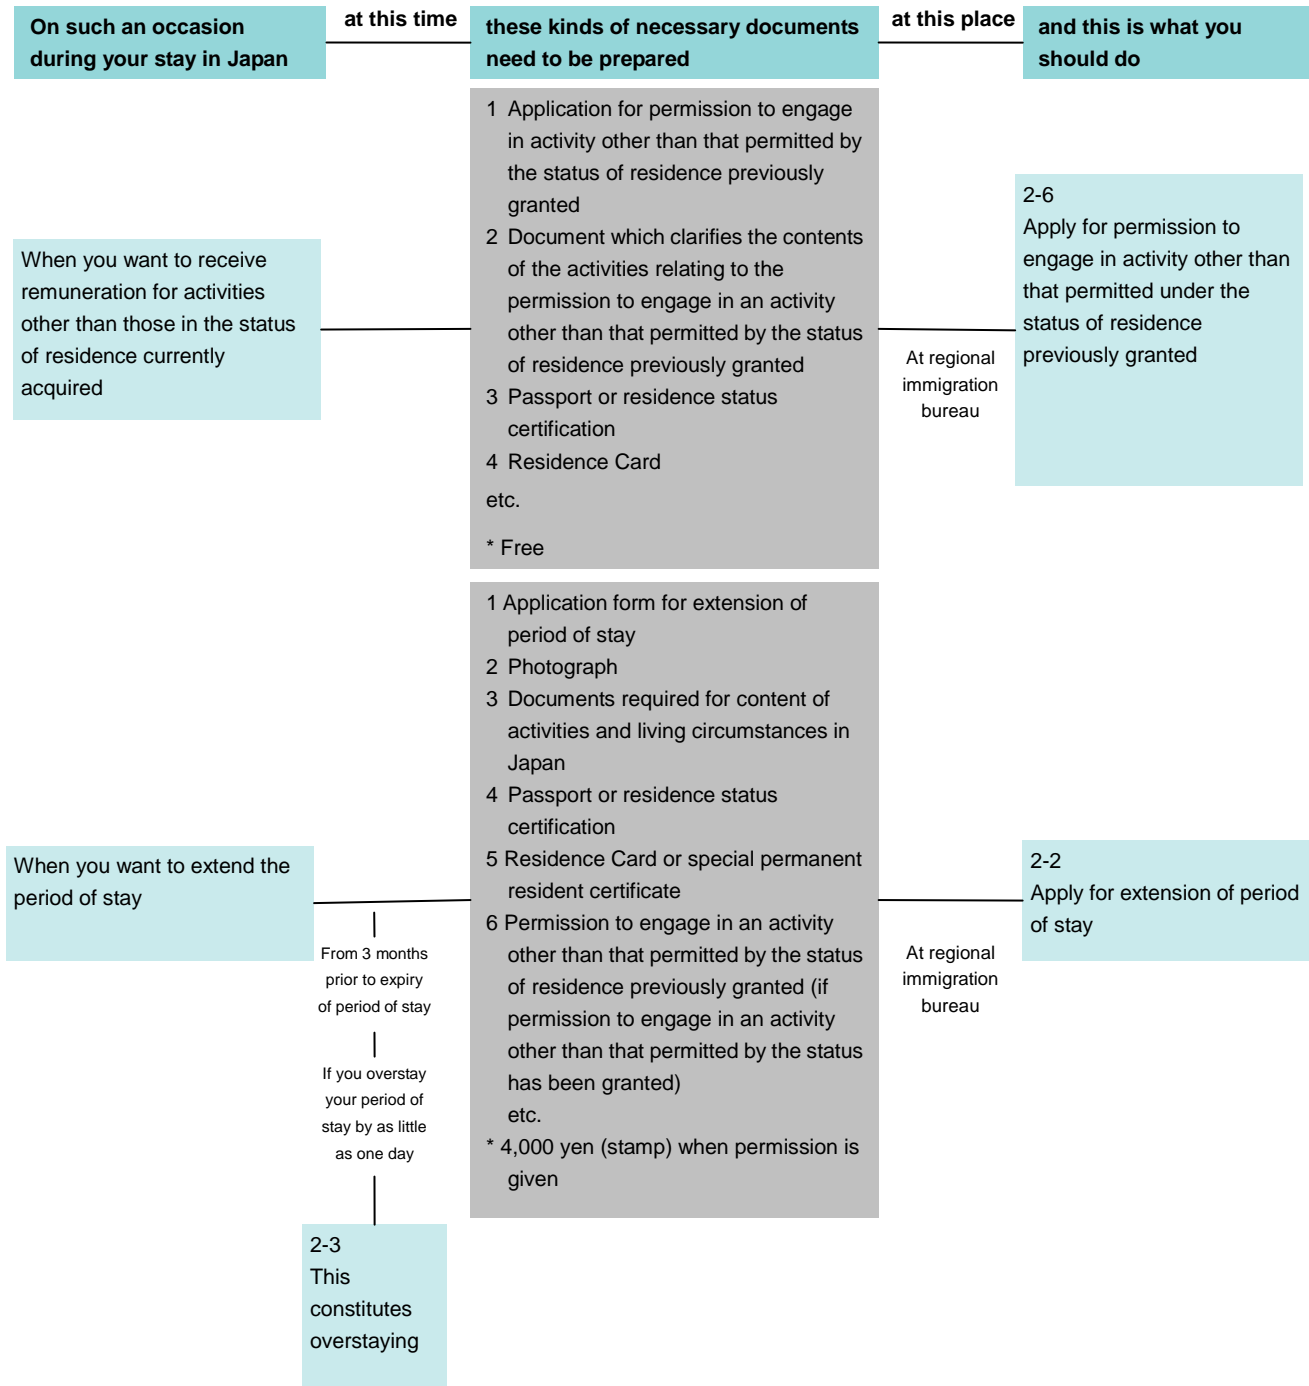 On such an occasion
during your stay in Japan
at this time
these kinds of necessary documents
need to be prepared
at this place
and this is what you
should do
When you want to receive
remuneration for activities
other than those in the status
of residence currently
acquired
1 Application for permission to engage
in activity other than that permitted by
the status of residence previously
granted
2 Document which clarifies the contents
of the activities relating to the
permission to engage in an activity
other than that permitted by the status
of residence previously granted
3 Passport or residence status
certification
4 Residence Card
etc.
* Free
At regional
immigration
bureau
2-6
Apply for permission to
engage in activity other than
that permitted under the
status of residence
previously granted
When you want to extend the
period of stay
From 3 months
prior to expiry
of period of stay
If you overstay
your period of
stay by as little
as one day
2-3
This
constitutes
overstaying
1 Application form for extension of
period of stay
2 Photograph
3 Documents required for content of
activities and living circumstances in
Japan
4 Passport or residence status
certification
5 Residence Card or special permanent
resident certificate
6 Permission to engage in an activity
other than that permitted by the status
of residence previously granted (if
permission to engage in an activity
other than that permitted by the status
has been granted)
etc.
* 4,000 yen (stamp) when permission is
given
At regional
immigration
bureau
2-2
Apply for extension of period
of stay